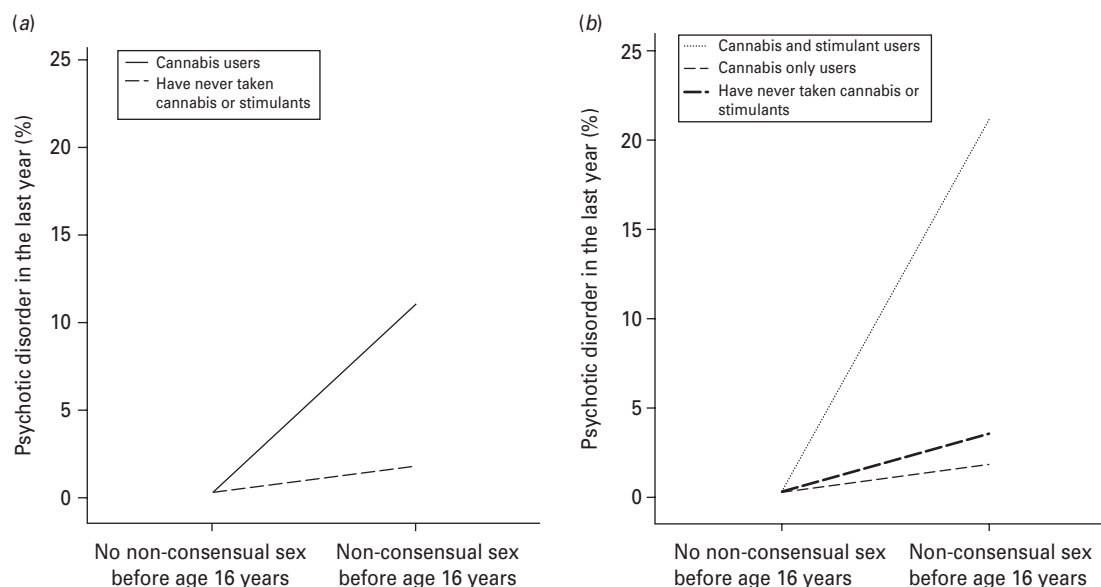 (a)
25
20
15
10
5
0
Psychotic disorder in the last year (%)
Cannabis users
Have never taken
cannabis or stimulants
No non-consensual sex
before age 16 years
Non-consensual sex
before age 16 years
(b)
25
20
15
10
5
0
Psychotic disorder in the last year (%)
Cannabis and stimulant users
Cannabis only users
Have never taken cannabis or
stimulants
No non-consensual sex
before age 16 years
Non-consensual sex
before age 16 years